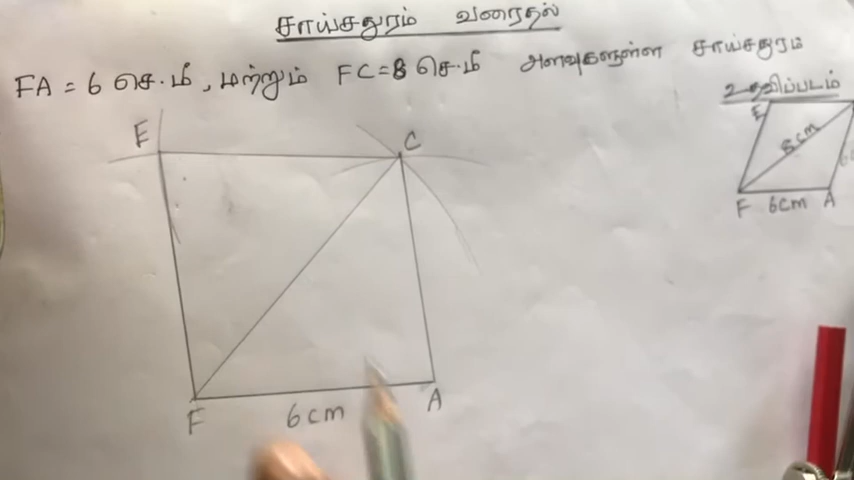 சாய்சதுரம் வரைதல்
FA = 6 செ.மீ, மற்றும் FC = 8 செ.மீ அளவுகளுள்ள சாய்சதுரம்
உதவிப்படம்
E
8cm
F 6cm A
E C
F 6cm A